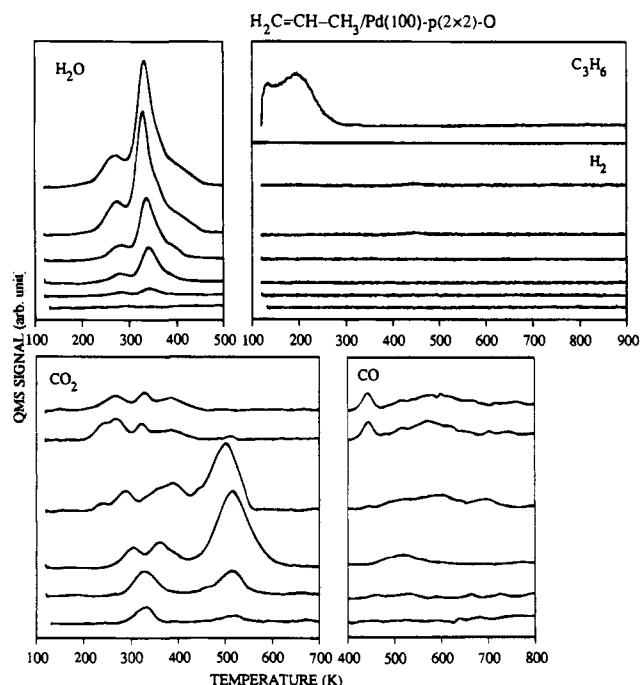 H₂C=CH–CH₃/Pd(100)-p(2×2)-O
H₂O
C₃H₆
H₂
100 200 300 400 500
100 200 300 400 500 600 700 800 900
QMS SIGNAL (arb. unit)
CO₂
CO
100 200 300 400 500 600 700
400 500 600 700 800
TEMPERATURE (K)